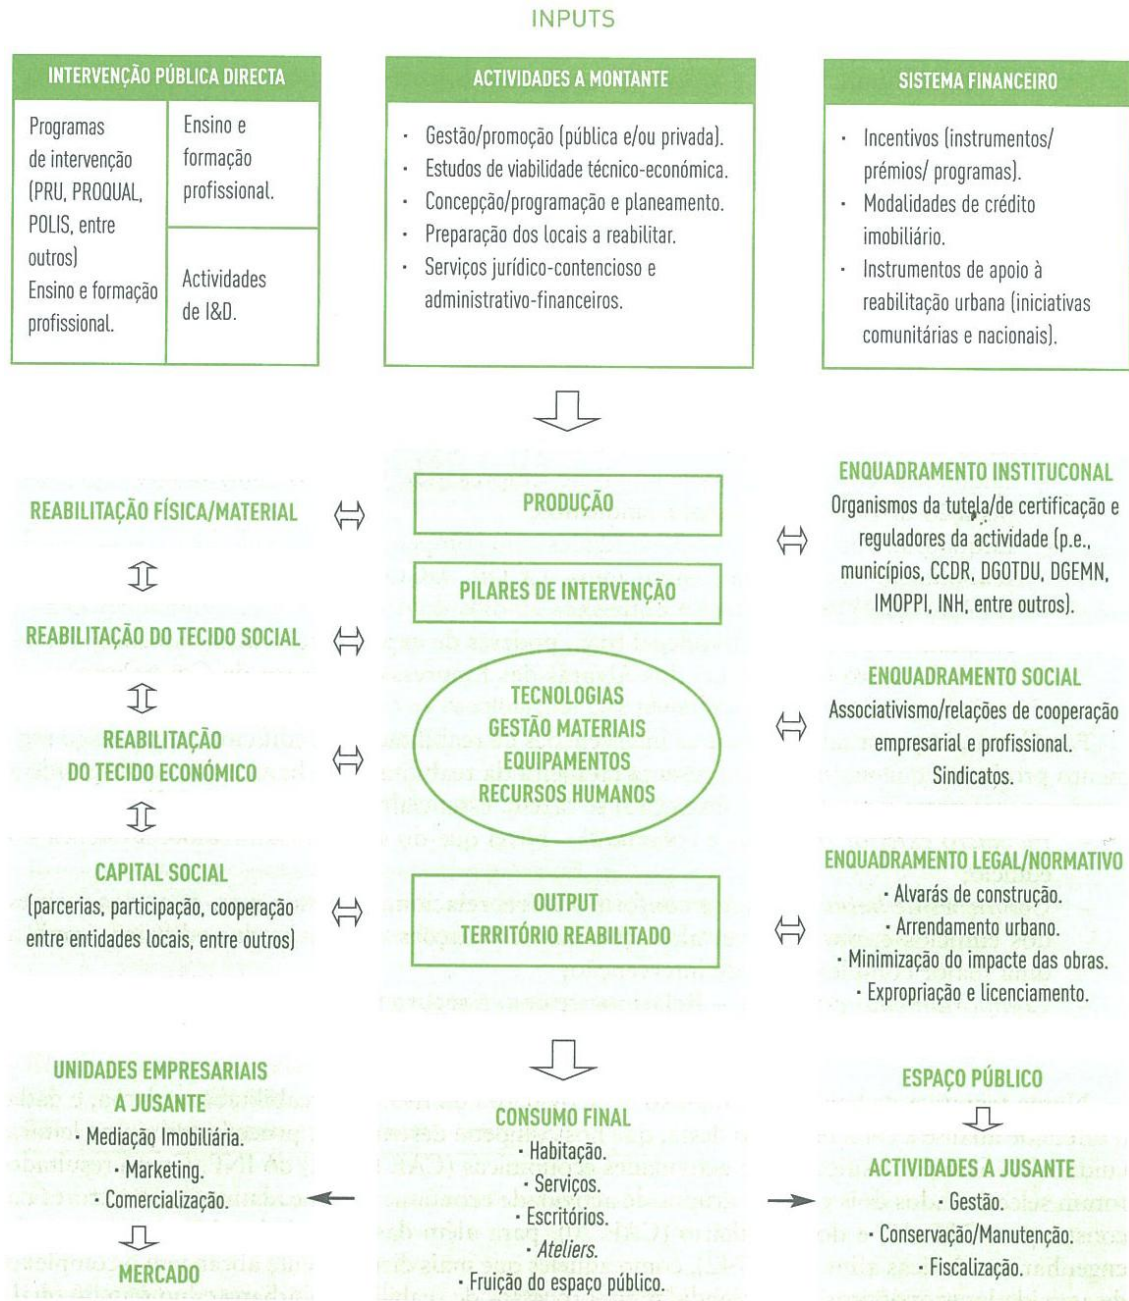 INPUTS
INTERVENÇÃO PÚBLICA DIRECTA
Programas
de intervenção
(PRU, PROQUAL,
POLIS, entre
outros)
Ensino e formação
profissional.
Ensino e
formação
profissional.
Actividades
de I&D.
ACTIVIDADES A MONTANTE
· Gestão/promoção (pública e/ou privada).
· Estudos de viabilidade técnico-económica.
· Concepção/programação e planeamento.
· Preparação dos locais a reabilitar.
· Serviços jurídico-contencioso e
administrativo-financeiros.
SISTEMA FINANCEIRO
· Incentivos (instrumentos/
prémios/ programas).
· Modalidades de crédito
imobiliário.
· Instrumentos de apoio à
reabilitação urbana (iniciativas
comunitárias e nacionais).
REABILITAÇÃO FÍSICA/MATERIAL
REABILITAÇÃO DO TECIDO SOCIAL
REABILITAÇÃO
DO TECIDO ECONÓMICO
CAPITAL SOCIAL
(parcerias, participação, cooperação
entre entidades locais, entre outros)
PRODUÇÃO
PILARES DE INTERVENÇÃO
TECNOLOGIAS
GESTÃO MATERIAIS
EQUIPAMENTOS
RECURSOS HUMANOS
OUTPUT
TERRITÓRIO REABILITADO
ENQUADRAMENTO INSTITUCONAL
Organismos da tutela/de certificação e
reguladores da actividade (p.e.,
municípios, CCDR, DGOTDU, DGEMN,
IMOPPI, INH, entre outros).
ENQUADRAMENTO SOCIAL
Associativismo/relações de cooperação
empresarial e profissional.
Sindicatos.
ENQUADRAMENTO LEGAL/NORMATIVO
· Alvarás de construção.
· Arrendamento urbano.
· Minimização do impacte das obras.
· Expropriação e licenciamento.
UNIDADES EMPRESARIAIS
A JUSANTE
· Mediação Imobiliária.
· Marketing.
· Comercialização.
MERCADO
CONSUMO FINAL
· Habitação.
· Serviços.
· Escritórios.
· Ateliers.
· Fruição do espaço público.
ESPAÇO PÚBLICO
ACTIVIDADES A JUSANTE
· Gestão.
· Conservação/Manutenção.
· Fiscalização.